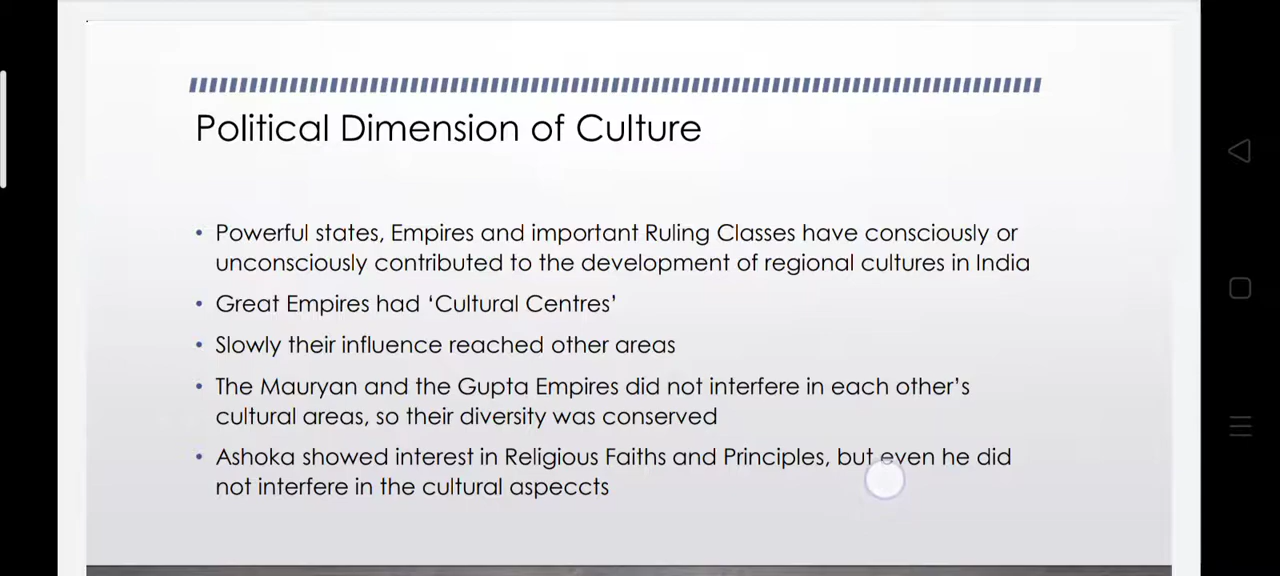 Political Dimension of Culture
• Powerful states, Empires and important Ruling Classes have consciously or
unconsciously contributed to the development of regional cultures in India
• Great Empires had ‘Cultural Centres’
• Slowly their influence reached other areas
• The Mauryan and the Gupta Empires did not interfere in each other’s
cultural areas, so their diversity was conserved
• Ashoka showed interest in Religious Faiths and Principles, but even he did
not interfere in the cultural aspeccts